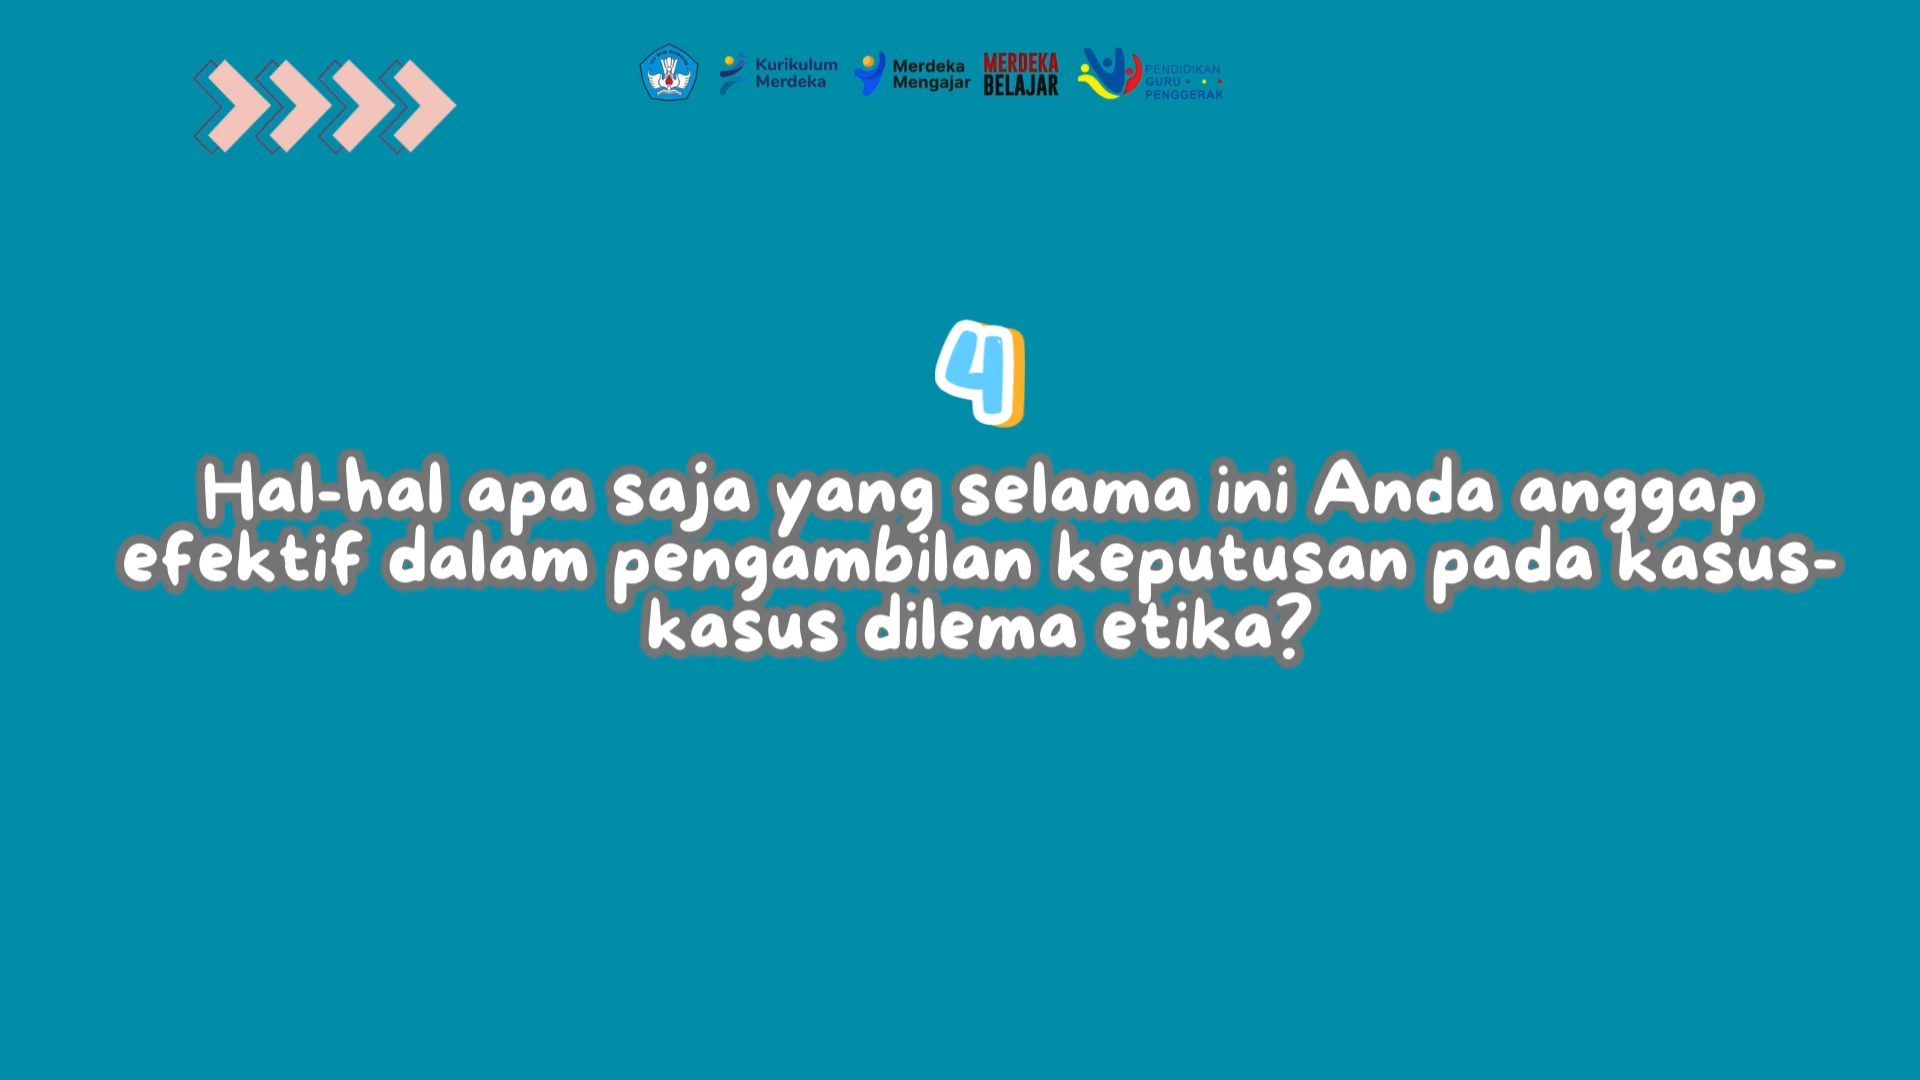 Kurikulum
Merdeka
Merdeka
Mengajar
MERDEKA
BELAJAR
PENDIDIKAN
GURU
PENGGERAK
4
Hal-hal apa saja yang selama ini Anda anggap
efektif dalam pengambilan keputusan pada kasus-
kasus dilema etika?